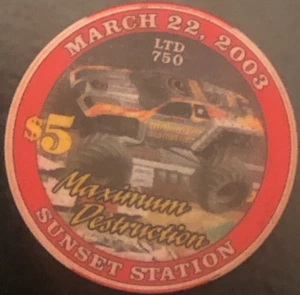 MARCH 22, 2003
LTD
750
$5
Maximum
Destruction
SUNSET STATION